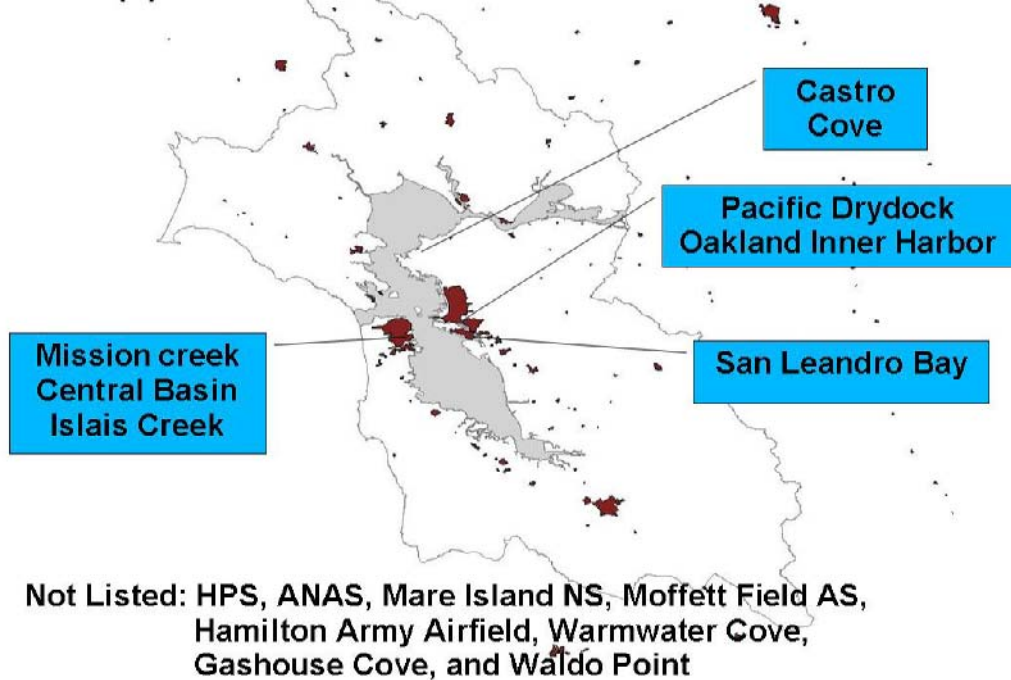 Castro
Cove
Pacific Drydock
Oakland Inner Harbor
Mission creek
Central Basin
Islais Creek
San Leandro Bay
Not Listed: HPS, ANAS, Mare Island NS, Moffett Field AS,
Hamilton Army Airfield, Warmwater Cove,
Gashouse Cove, and Waldo Point